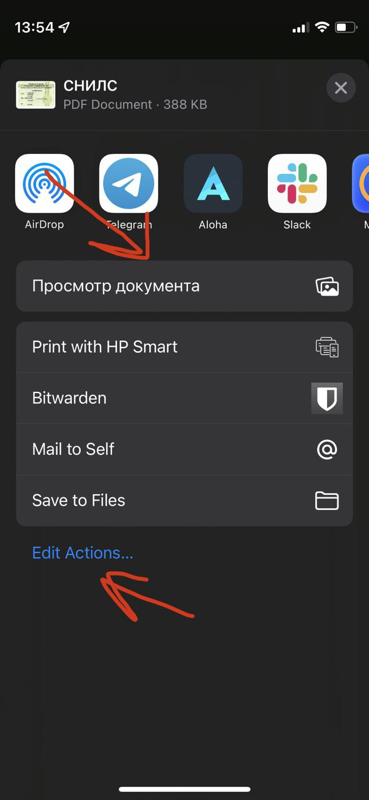 13:54
СНИЛС
PDF Document · 388 KB
AirDrop
Telegram
Aloha
Slack
Просмотр документа
Print with HP Smart
Bitwarden
Mail to Self
Save to Files
Edit Actions...